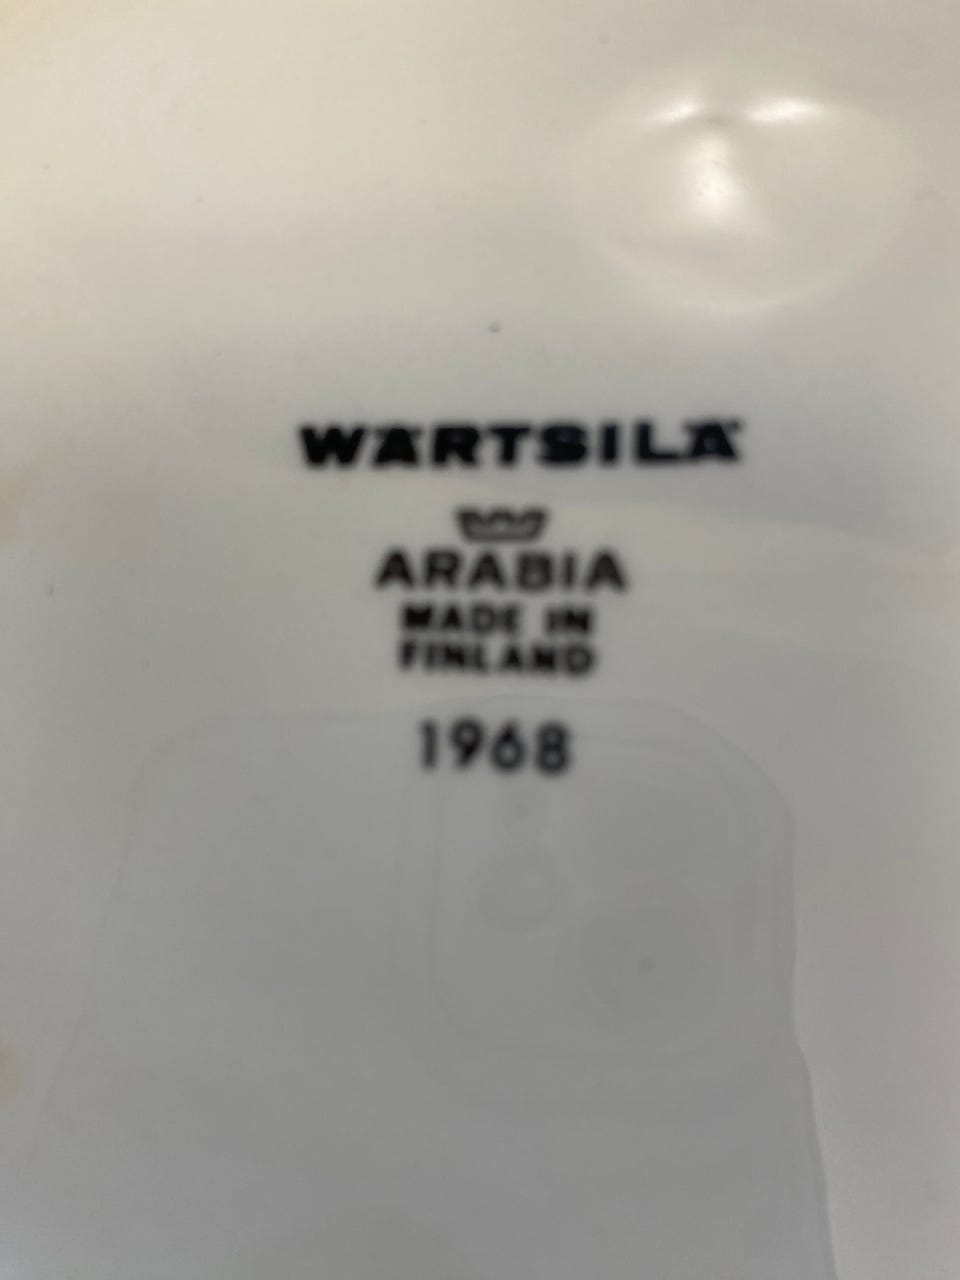 WÄRTSILÄ
ARABIA
MADE IN
FINLAND
1968